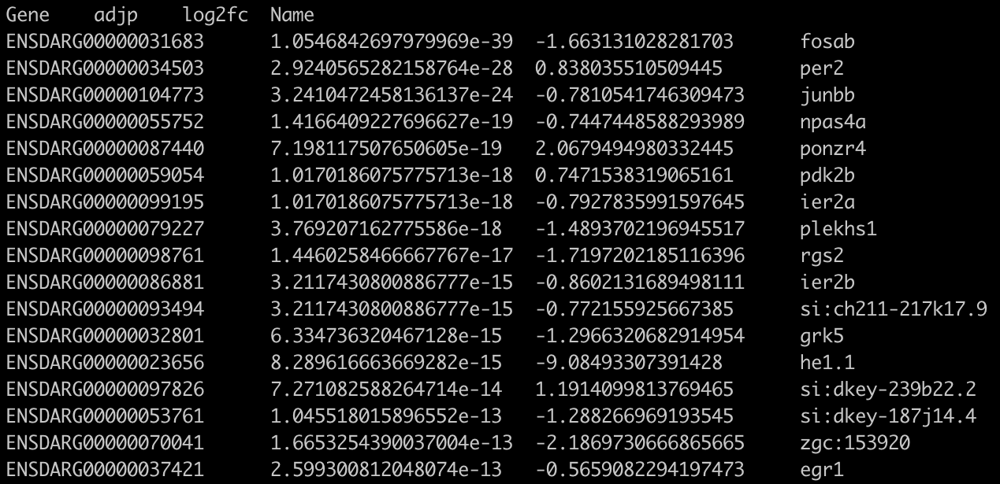 Gene adjp log2fc Name
ENSDARG00000031683 1.0546842697979969e-39 -1.663131028281703 fosab
ENSDARG00000034503 2.9240565282158764e-28 0.838035510509445 per2
ENSDARG00000104773 3.2410472458136137e-24 -0.7810541746309473 junbb
ENSDARG00000055752 1.4166409227696627e-19 -0.7447448588293989 npas4a
ENSDARG00000087440 7.198117507650605e-19 2.0679494980332445 ponzr4
ENSDARG00000059054 1.0170186075775713e-18 0.7471538319065161 pdk2b
ENSDARG00000099195 1.0170186075775713e-18 -0.7927835991597645 ier2a
ENSDARG00000079227 3.769207162775586e-18 -1.4893702196945517 plekhs1
ENSDARG00000098761 1.4460258466667767e-17 -1.7197202185116396 rgs2
ENSDARG00000086881 3.2117430800886777e-15 -0.8602131689498111 ier2b
ENSDARG00000093494 3.2117430800886777e-15 -0.772155925667385 si:ch211-217k17.9
ENSDARG00000032801 6.334736320467128e-15 -1.2966320682914954 grk5
ENSDARG00000023656 8.289616663669282e-15 -9.08493307391428 he1.1
ENSDARG00000097826 7.271082588264714e-14 1.1914099813769465 si:dkey-239b22.2
ENSDARG00000053761 1.045518015896552e-13 -1.288266969193545 si:dkey-187j14.4
ENSDARG00000070041 1.6653254390037004e-13 -2.1869730666865665 zgc:153920
ENSDARG00000037421 2.599300812048074e-13 -0.5659082294197473 egr1